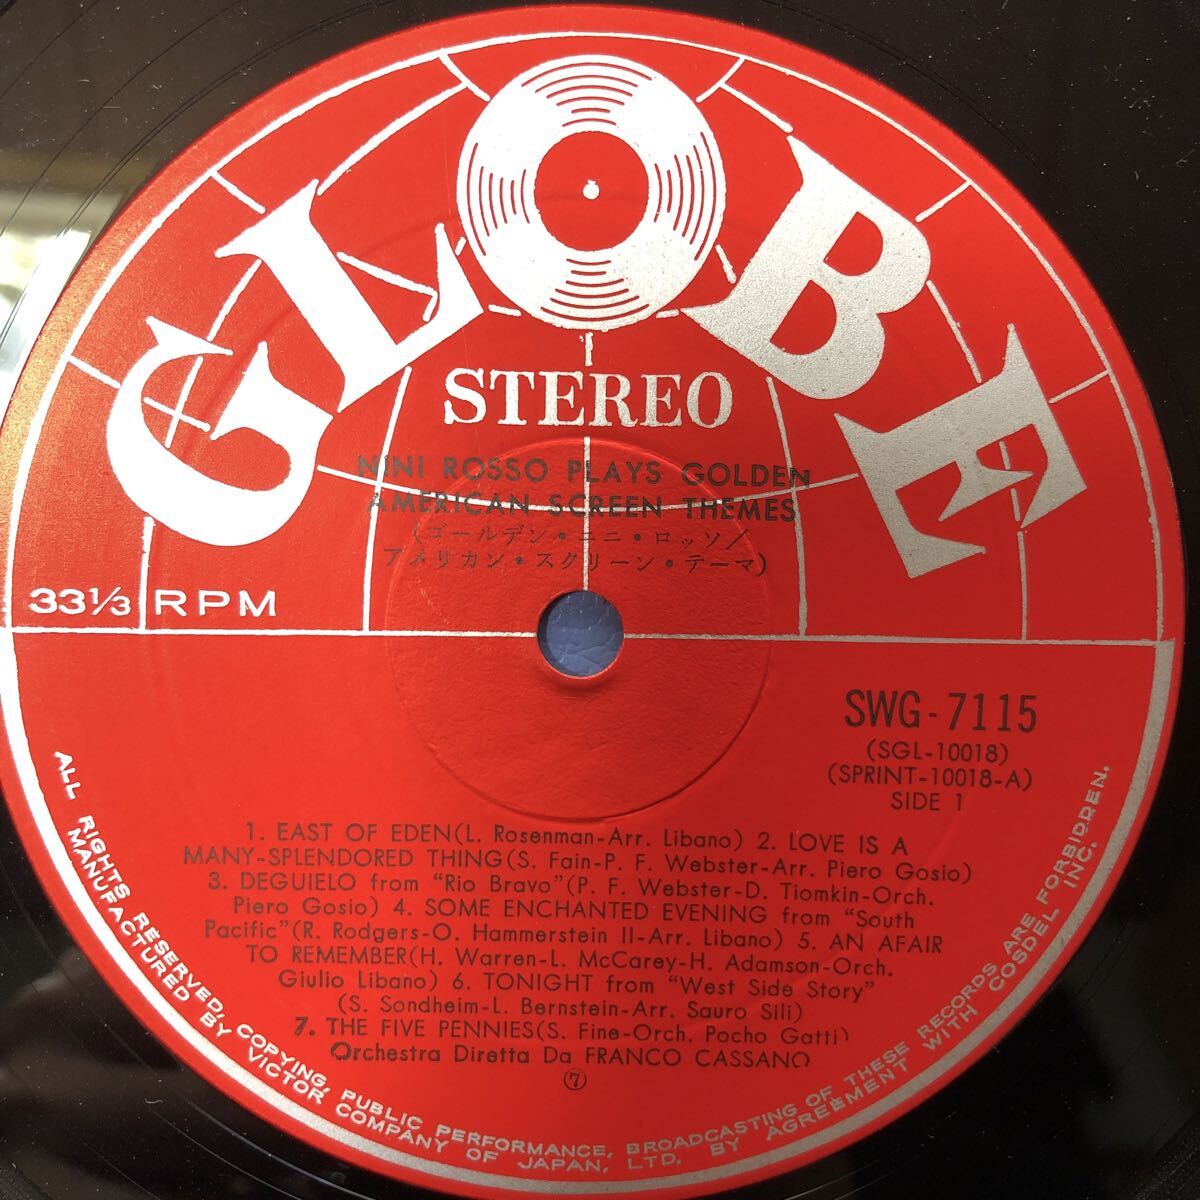 GLOBE
STEREO
NINI ROSSO PLAYS GOLDEN
AMERICAN SCREEN THEMES
(ゴールデン・ニニ・ロッソ/
アメリカン・スクリーン・テーマ)
33 1/3 RPM
SWG-7115
(SGL-10018)
(SPRINT-10018-A)
SIDE 1
1. EAST OF EDEN(L. Rosenman-Arr. Libano) 2. LOVE IS A
MANY-SPLENDORED THING(S. Fain-P. F. Webster-Arr. Piero Gosio)
3. DEGUIELO from "Rio Bravo"(P. F. Webster-D. Tiomkin-Orch.
Piero Gosio) 4. SOME ENCHANTED EVENING from "South
Pacific"(R. Rodgers-O. Hammerstein II-Arr. Libano) 5. AN AFAIR
TO REMEMBER(H. Warren-L. McCarey-H. Adamson-Orch.
Giulio Libano) 6. TONIGHT from "West Side Story"
(S. Sondheim-L. Bernstein-Arr. Sauro Sili)
7. THE FIVE PENNIES(S. Fine-Orch. Pocho Gatti)
Orchestra Diretta Da FRANCO CASSANO
⑦
ALL RIGHTS RESERVED, COPYING, PUBLIC PERFORMANCE, BROADCASTING OF THESE RECORDS ARE FORBIDDEN.
MANUFACTURED BY VICTOR COMPANY OF JAPAN, LTD. BY AGREEMENT WITH COSDEL INC.